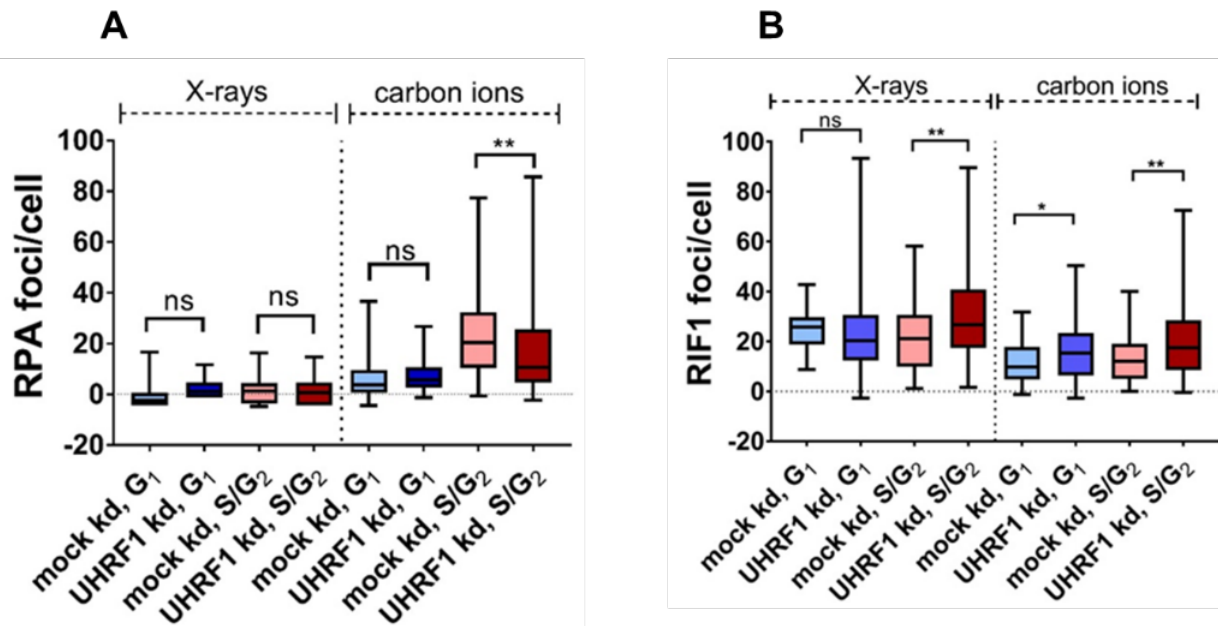 A
X-rays
carbon ions
RPA foci/cell
100
80
60
40
20
0
-20
ns
ns
ns
**
mock kd, G₁
UHRF1 kd, G₁
mock kd, S/G₂
UHRF1 kd, S/G₂
mock kd, G₁
UHRF1 kd, G₁
mock kd, S/G₂
UHRF1 kd, S/G₂
B
X-rays
carbon ions
RIF1 foci/cell
100
80
60
40
20
0
-20
ns
**
*
**
mock kd, G₁
UHRF1 kd, G₁
mock kd, S/G₂
UHRF1 kd, S/G₂
mock kd, G₁
UHRF1 kd, G₁
mock kd, S/G₂
UHRF1 kd, S/G₂